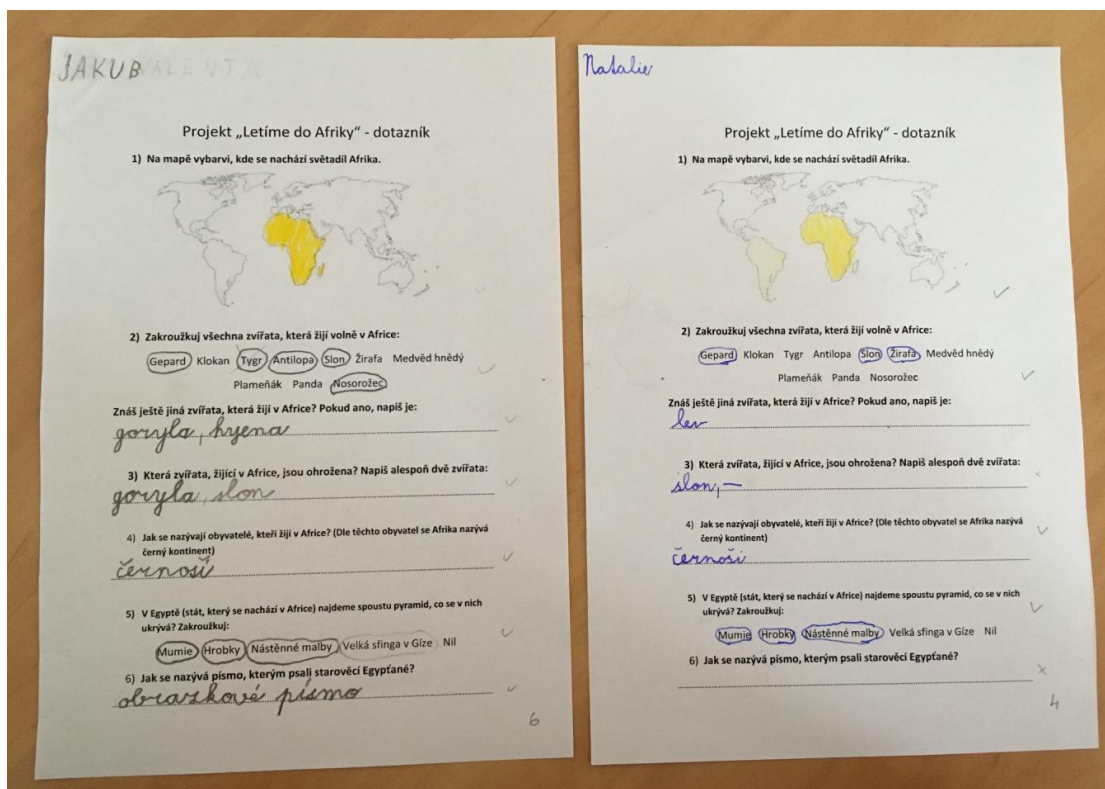 JAKUB VALENTA
Projekt „Letíme do Afriky“ - dotazník
1) Na mapě vybarvi, kde se nachází světadíl Afrika.
2) Zakroužkuj všechna zvířata, která žijí volně v Africe:
Gepard Klokan Tygr Antilopa Slon Žirafa Medvěd hnědý
Plameňák Panda Nosorožec
Znáš ještě jiná zvířata, která žijí v Africe? Pokud ano, napiš je:
goryla, hyena
3) Která zvířata, žijící v Africe, jsou ohrožena? Napiš alespoň dvě zvířata:
goryla, slon
4) Jak se nazývají obyvatelé, kteří žijí v Africe? (Dle těchto obyvatel se Afrika nazývá
černý kontinent)
černoší
5) V Egyptě (stát, který se nachází v Africe) najdeme spoustu pyramid, co se v nich
ukrývá? Zakroužkuj:
Mumie Hrobky Nástěnné malby Velká sfinga v Gíze Nil
6) Jak se nazývá písmo, kterým psali starověcí Egypťané?
obrazkové písmo
6
Natalie
Projekt „Letíme do Afriky“ - dotazník
1) Na mapě vybarvi, kde se nachází světadíl Afrika.
2) Zakroužkuj všechna zvířata, která žijí volně v Africe:
Gepard Klokan Tygr Antilopa Slon Žirafa Medvěd hnědý
Plameňák Panda Nosorožec
Znáš ještě jiná zvířata, která žijí v Africe? Pokud ano, napiš je:
lev
3) Která zvířata, žijící v Africe, jsou ohrožena? Napiš alespoň dvě zvířata:
slon, —
4) Jak se nazývají obyvatelé, kteří žijí v Africe? (Dle těchto obyvatel se Afrika nazývá
černý kontinent)
černoši
5) V Egyptě (stát, který se nachází v Africe) najdeme spoustu pyramid, co se v nich
ukrývá? Zakroužkuj:
Mumie Hrobky Nástěnné malby Velká sfinga v Gíze Nil
6) Jak se nazývá písmo, kterým psali starověcí Egypťané?
4